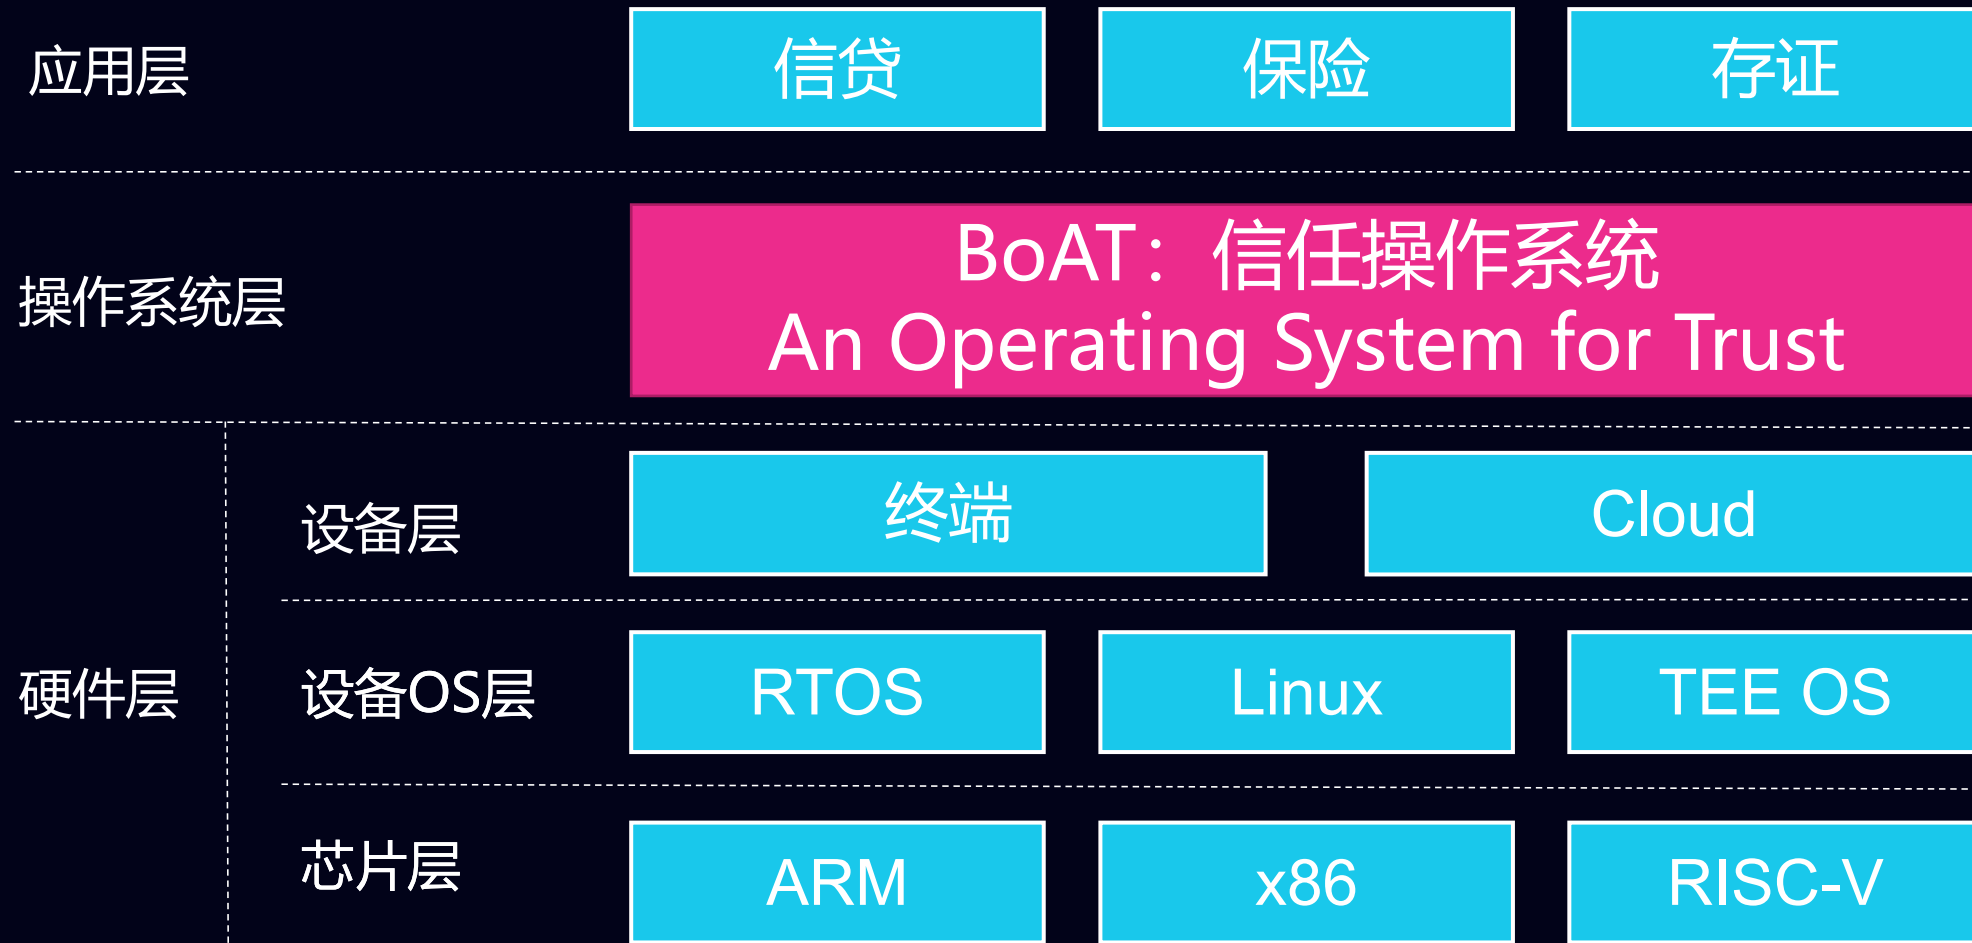 应用层
信贷
保险
存证
操作系统层
BoAT：信任操作系统
An Operating System for Trust
设备层
终端
Cloud
硬件层
设备OS层
RTOS
Linux
TEE OS
芯片层
ARM
x86
RISC-V